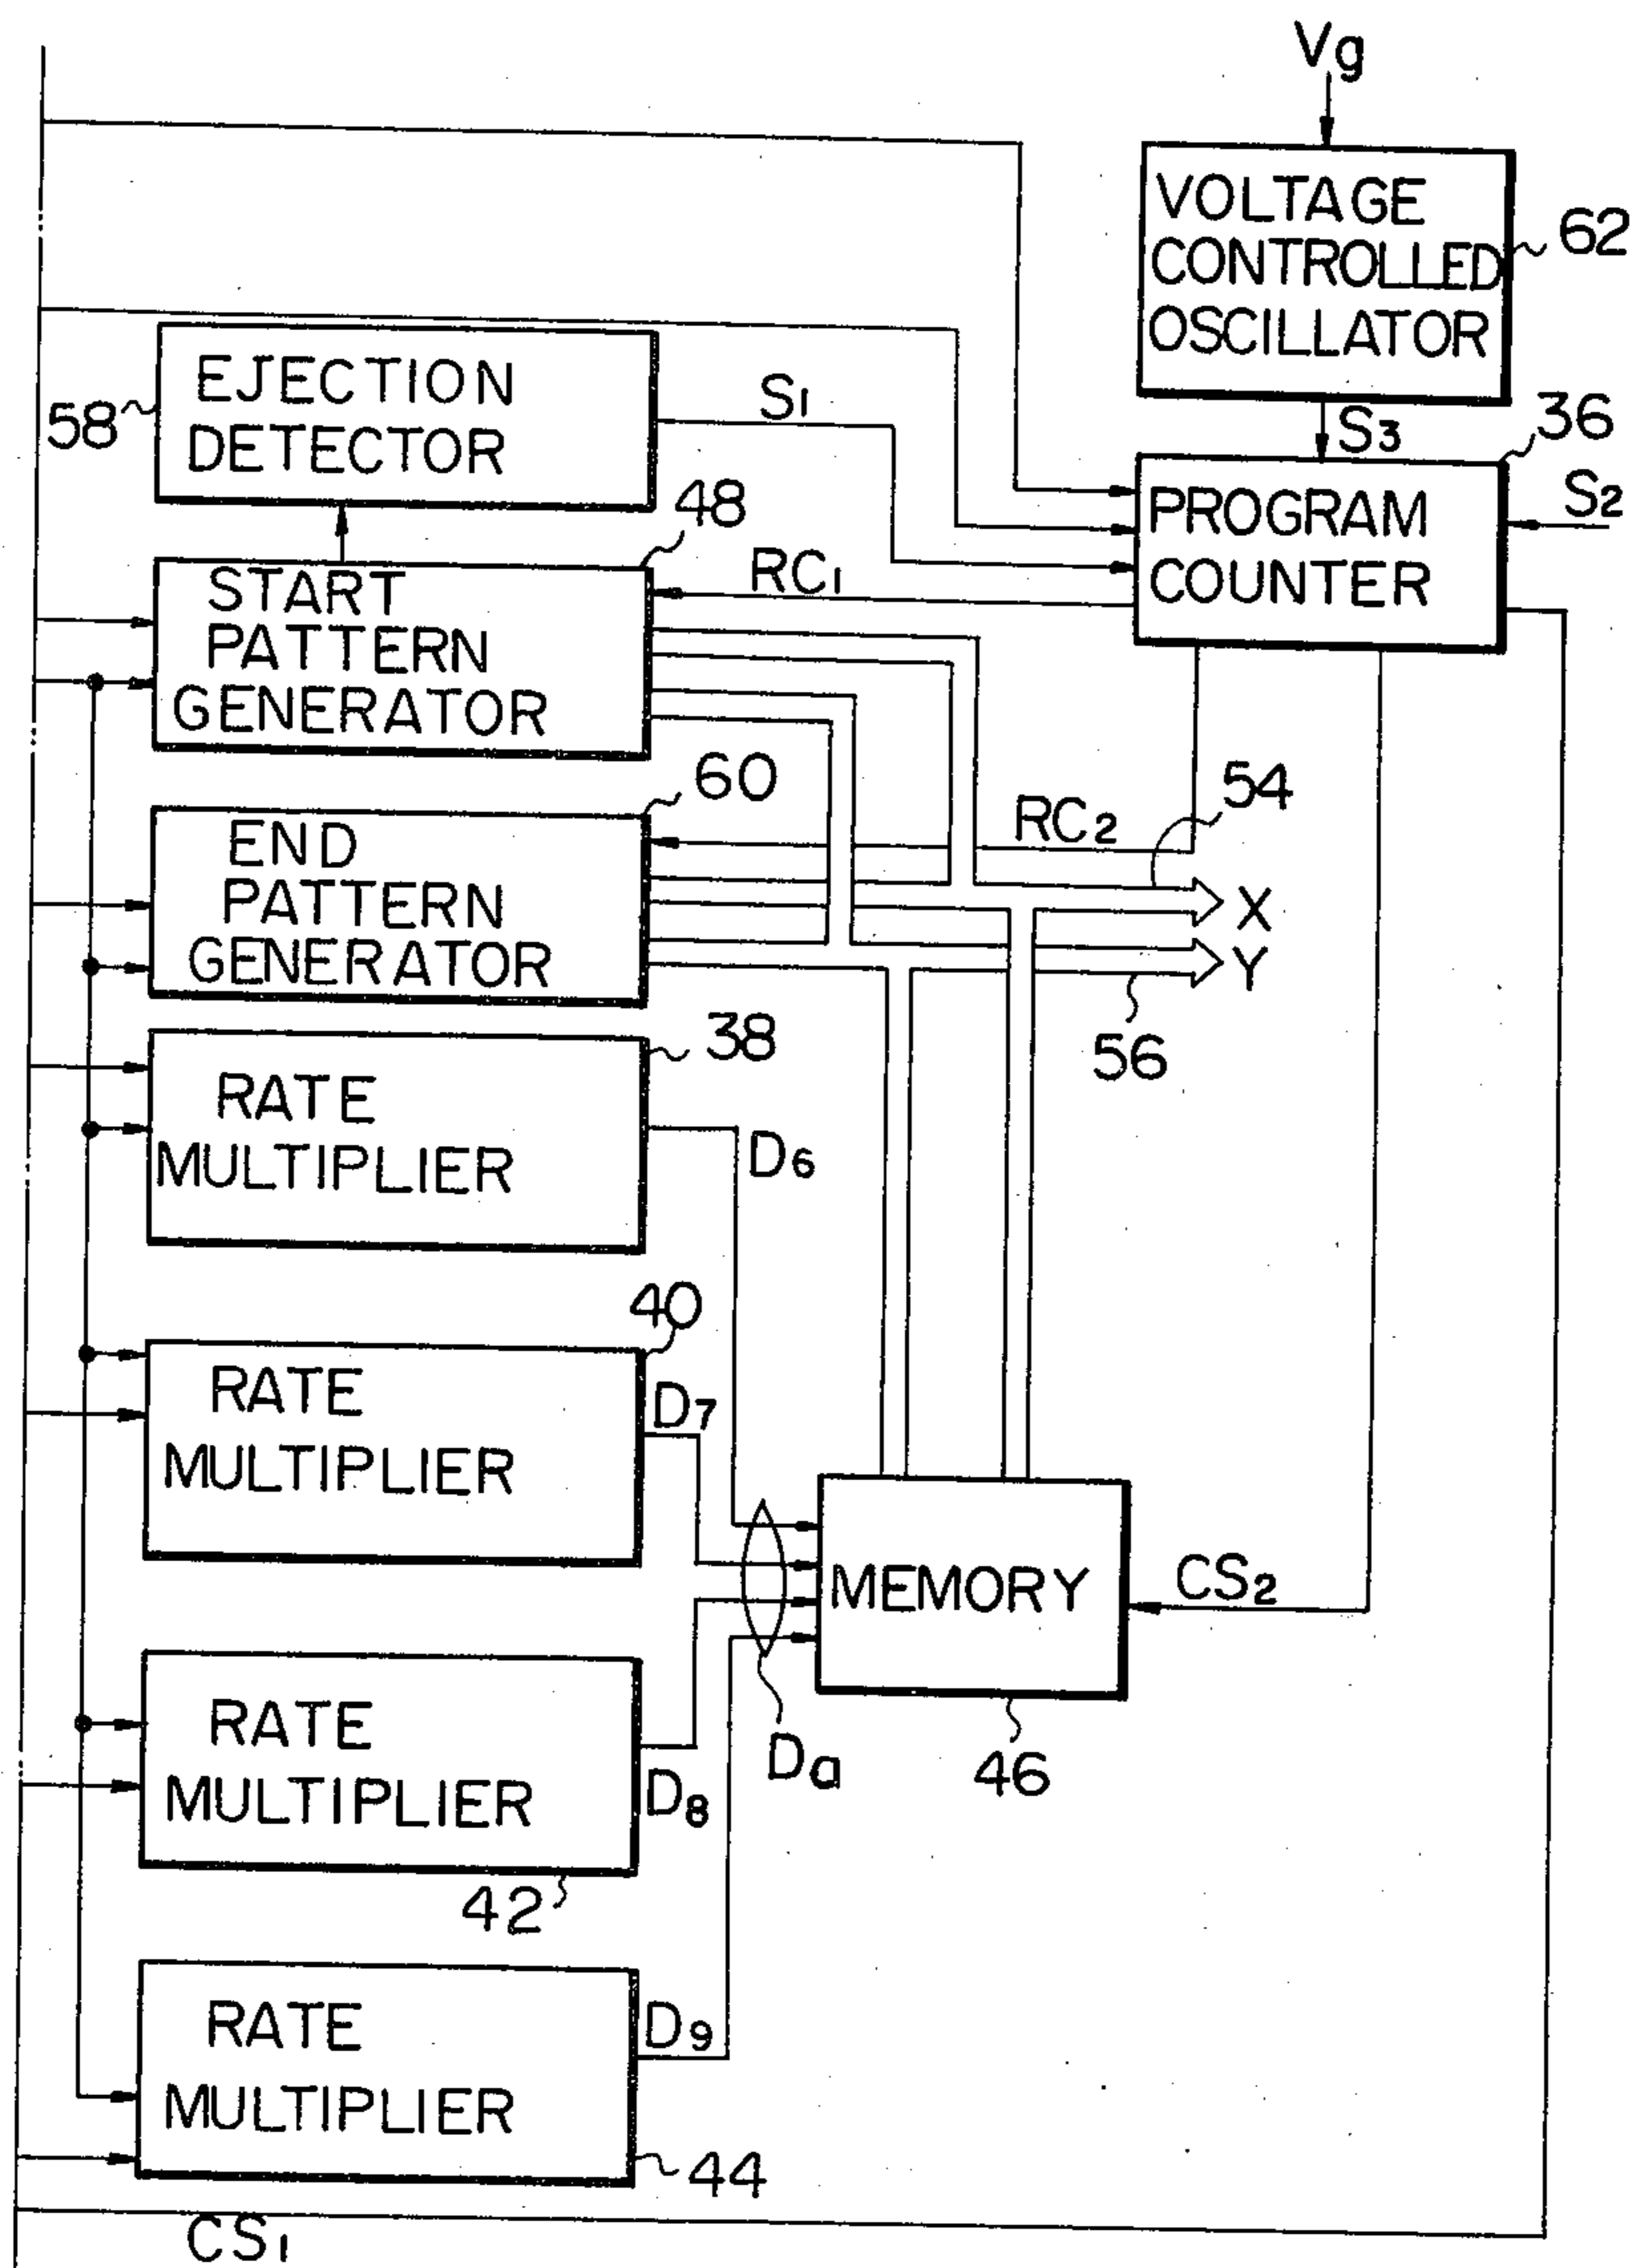 Vg
VOLTAGE
CONTROLLED
OSCILLATOR
62
EJECTION
DETECTOR
58
S1
S3
36
S2
PROGRAM
COUNTER
48
RC1
START
PATTERN
GENERATOR
60
54
RC2
END
PATTERN
GENERATOR
X
Y
56
38
RATE
MULTIPLIER
D6
40
RATE
MULTIPLIER
D7
MEMORY
CS2
46
Da
RATE
MULTIPLIER
D8
42
RATE
MULTIPLIER
D9
44
CS1